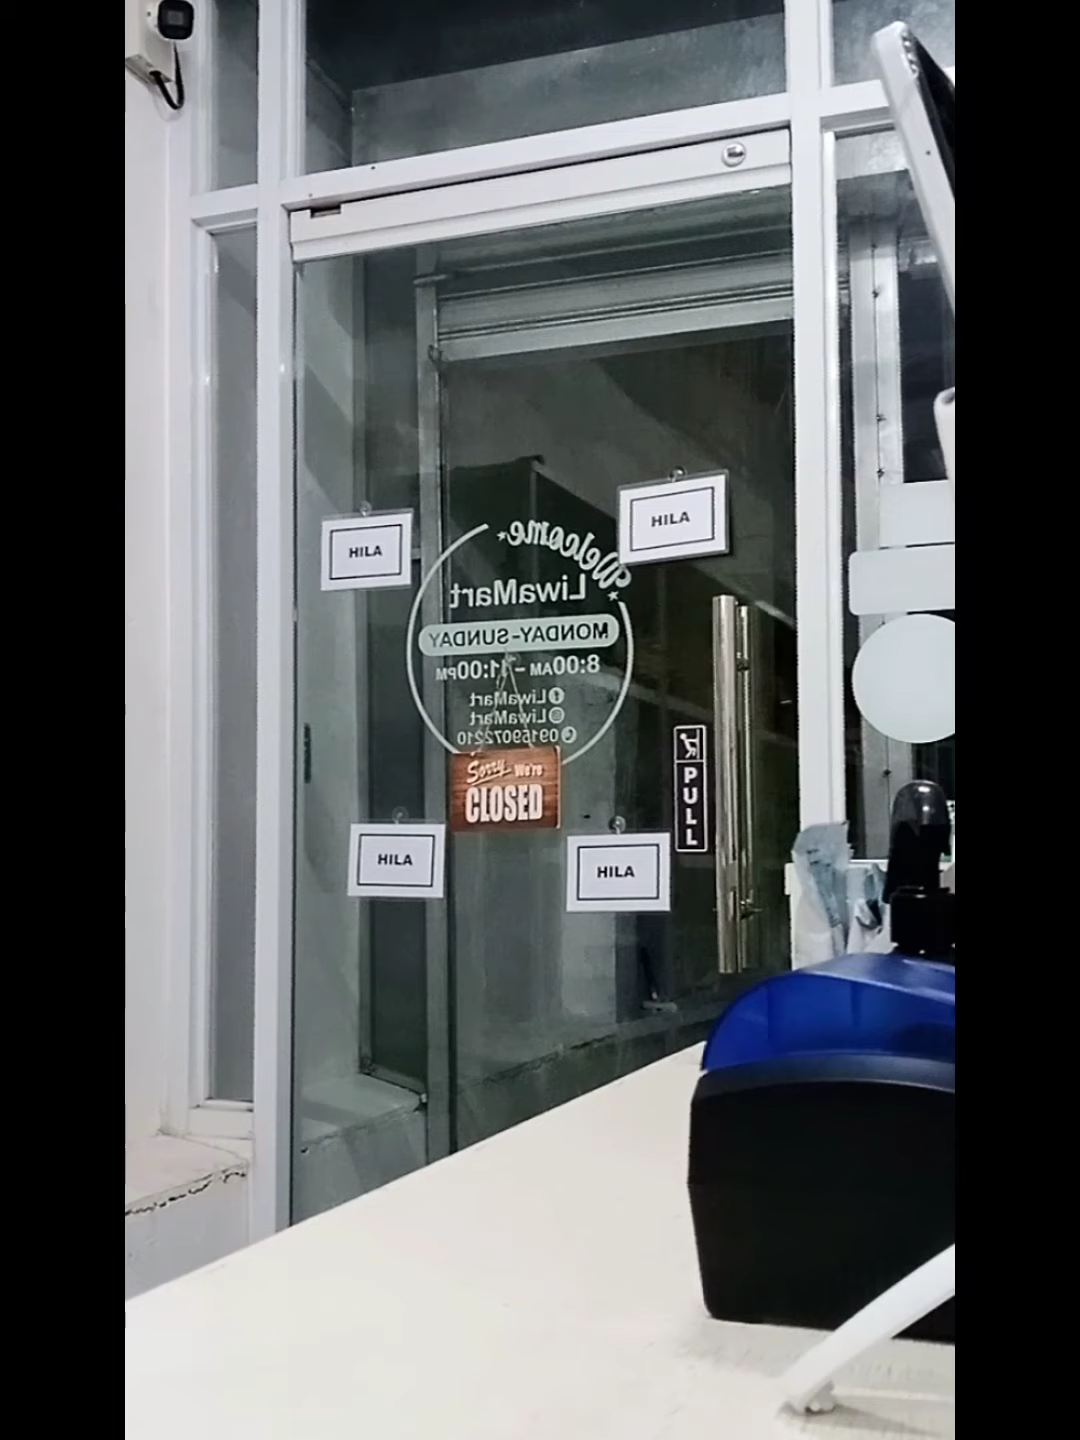 HILA
HILA
Welcome
LiwaMart
MONDAY-SUNDAY
8:00AM - 11:00PM
LiwaMart
LiwaMart
09159072210
Sorry We're
CLOSED
PULL
HILA
HILA